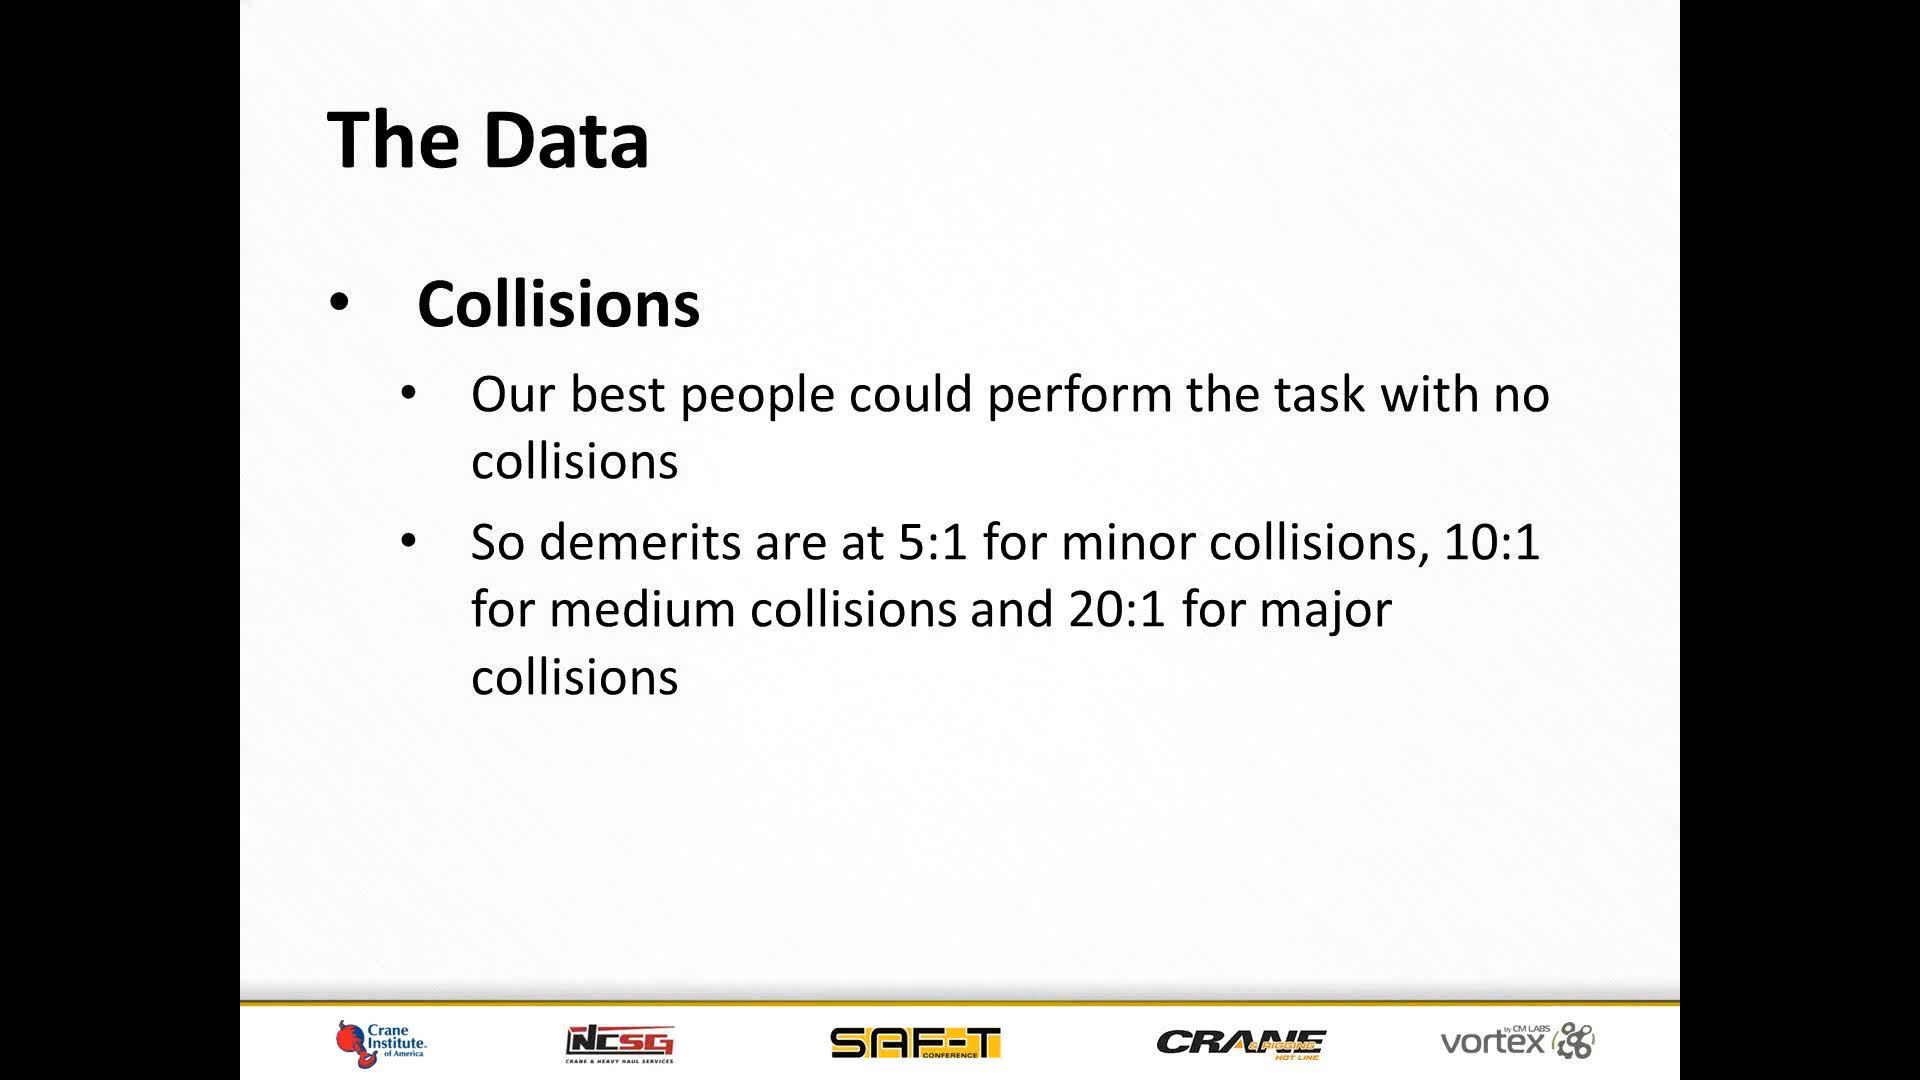 The Data
• Collisions
• Our best people could perform the task with no
collisions
• So demerits are at 5:1 for minor collisions, 10:1
for medium collisions and 20:1 for major
collisions
Crane
Institute
of America
NCSG
CRANE & HEAVY HAUL SERVICES
SAF-T
CONFERENCE
CRANE
& RIGGING
HOT LINE
by CM LABS
vortex